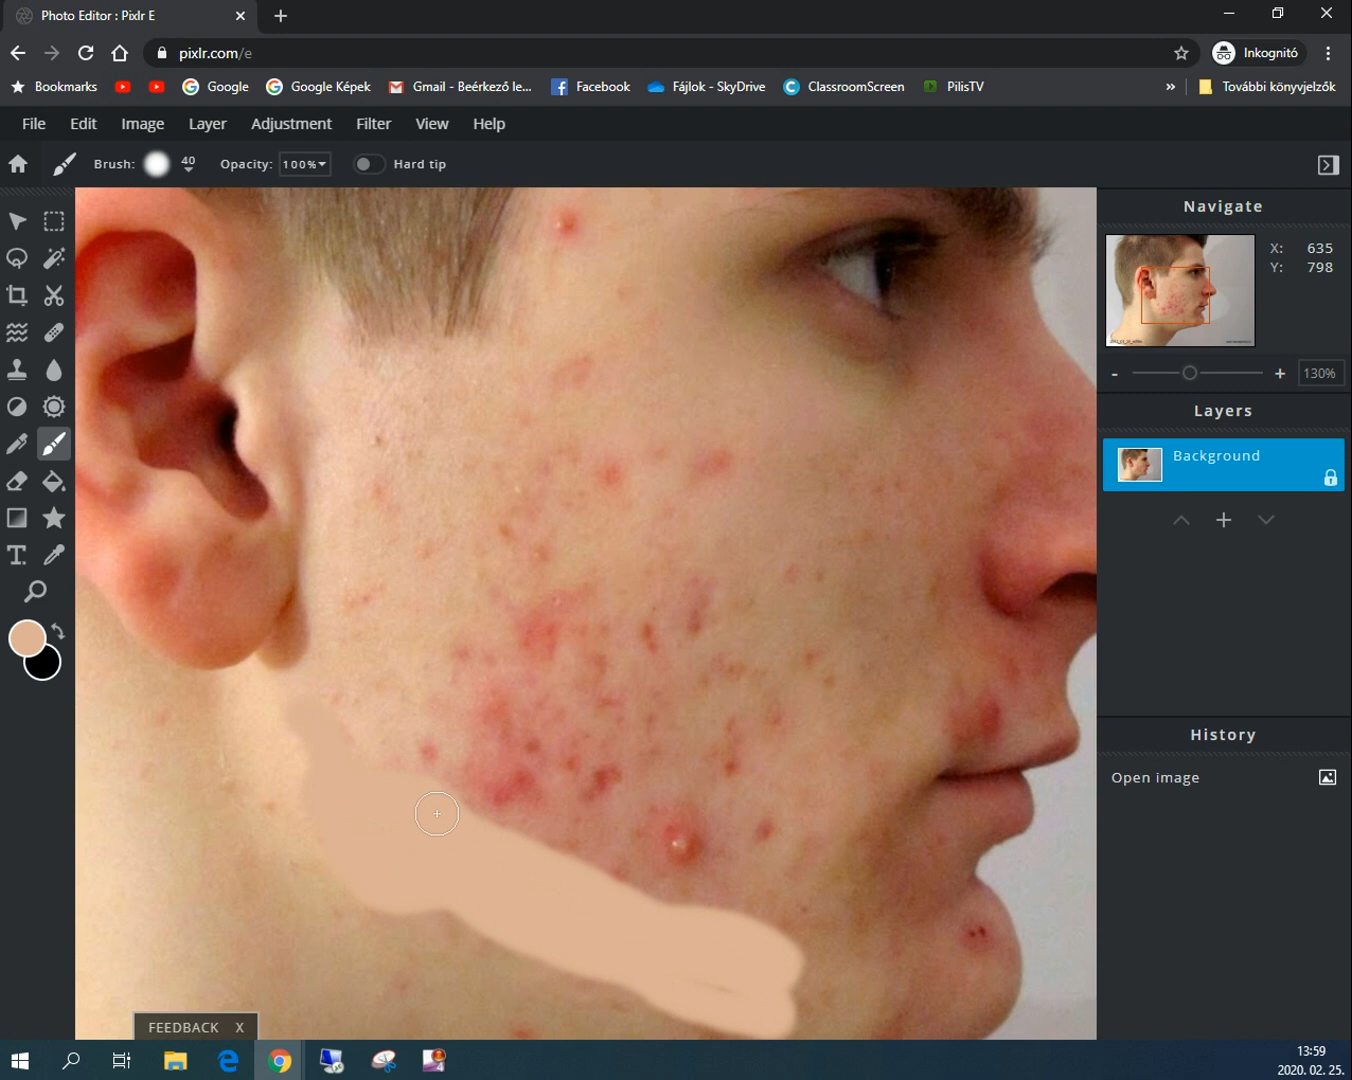 Photo Editor : Pixlr E
pixlr.com/e
Inkognitó
Bookmarks
Google
Google Képek
Gmail - Beérkező le...
Facebook
Fájlok - SkyDrive
ClassroomScreen
PilisTV
»
További könyvjelzők
File Edit Image Layer Adjustment Filter View Help
Brush: 40 Opacity: 100% Hard tip
Navigate
X: 635
Y: 798
- + 130%
Layers
Background
History
Open image
FEEDBACK X
13:59
2020. 02. 25.